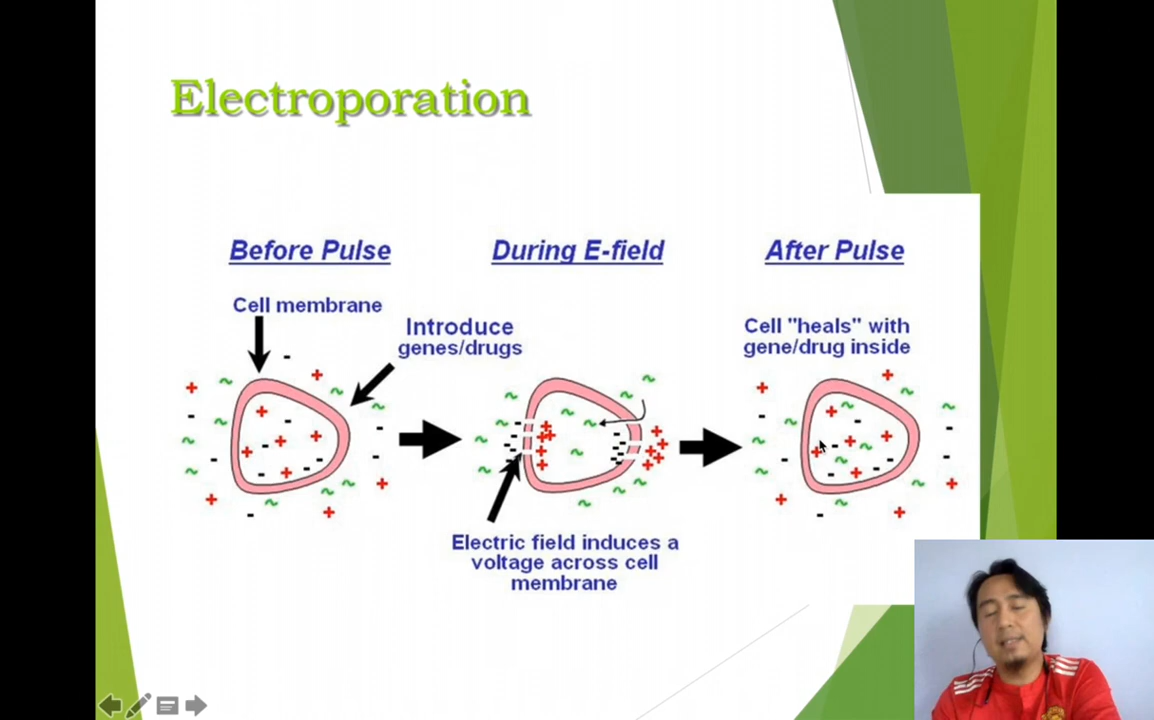 Electroporation
Before Pulse
During E-field
After Pulse
Cell membrane
Introduce
genes/drugs
Cell "heals" with
gene/drug inside
Electric field induces a
voltage across cell
membrane